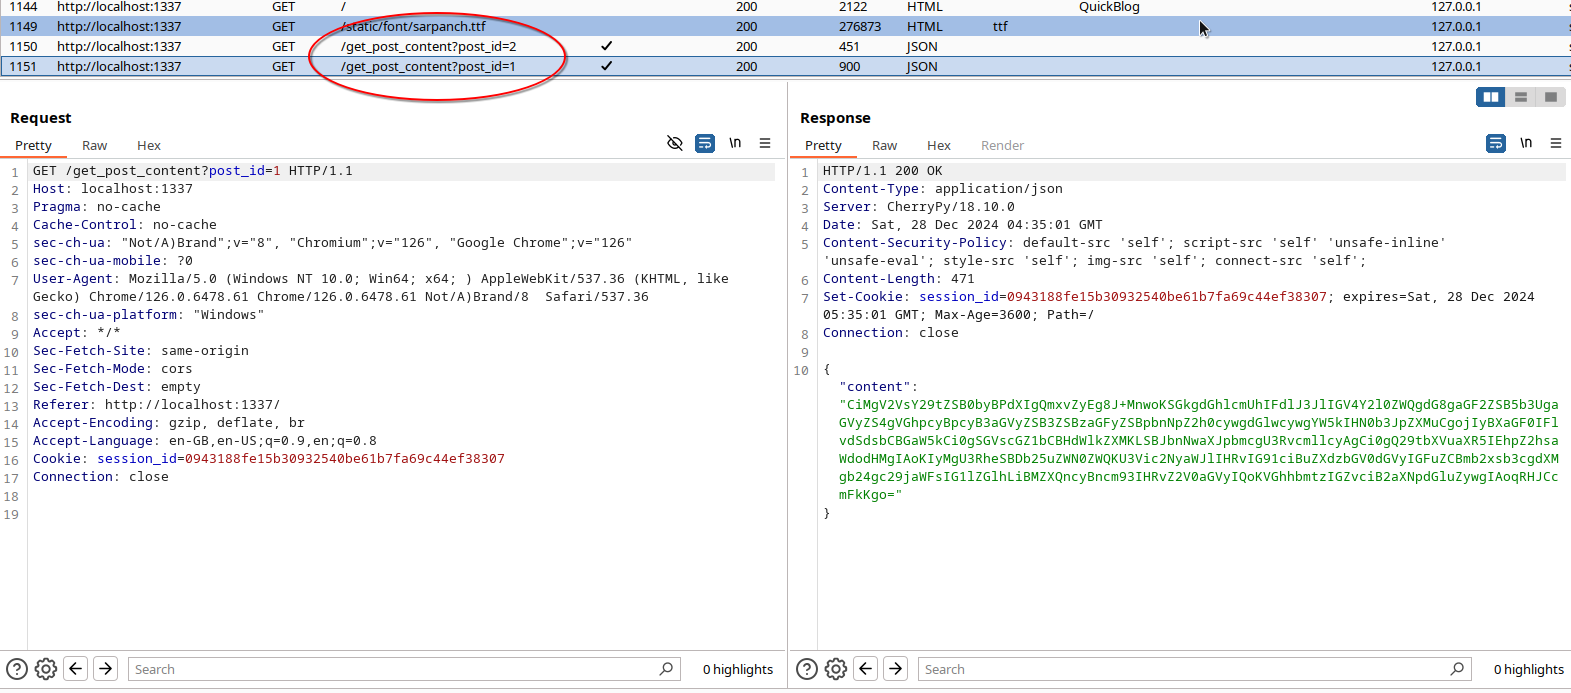 1144 http://localhost:1337 GET / 200 2122 HTML QuickBlog 127.0.0.1
1149 http://localhost:1337 GET /static/font/sarpanch.ttf 200 276873 HTML ttf 127.0.0.1
1150 http://localhost:1337 GET /get_post_content?post_id=2 ✓ 200 451 JSON 127.0.0.1
1151 http://localhost:1337 GET /get_post_content?post_id=1 ✓ 200 900 JSON 127.0.0.1
Request
Pretty Raw Hex
\n
1 GET /get_post_content?post_id=1 HTTP/1.1
2 Host: localhost:1337
3 Pragma: no-cache
4 Cache-Control: no-cache
5 sec-ch-ua: "Not/A)Brand";v="8", "Chromium";v="126", "Google Chrome";v="126"
6 sec-ch-ua-mobile: ?0
7 User-Agent: Mozilla/5.0 (Windows NT 10.0; Win64; x64; ) AppleWebKit/537.36 (KHTML, like
Gecko) Chrome/126.0.6478.61 Chrome/126.0.6478.61 Not/A)Brand/8  Safari/537.36
8 sec-ch-ua-platform: "Windows"
9 Accept: */*
10 Sec-Fetch-Site: same-origin
11 Sec-Fetch-Mode: cors
12 Sec-Fetch-Dest: empty
13 Referer: http://localhost:1337/
14 Accept-Encoding: gzip, deflate, br
15 Accept-Language: en-GB,en-US;q=0.9,en;q=0.8
16 Cookie: session_id=0943188fe15b30932540be61b7fa69c44ef38307
17 Connection: close
18
19
Search
0 highlights
Response
Pretty Raw Hex Render
\n
1 HTTP/1.1 200 OK
2 Content-Type: application/json
3 Server: CherryPy/18.10.0
4 Date: Sat, 28 Dec 2024 04:35:01 GMT
5 Content-Security-Policy: default-src 'self'; script-src 'self' 'unsafe-inline'
'unsafe-eval'; style-src 'self'; img-src 'self'; connect-src 'self';
6 Content-Length: 471
7 Set-Cookie: session_id=0943188fe15b30932540be61b7fa69c44ef38307; expires=Sat, 28 Dec 2024
05:35:01 GMT; Max-Age=3600; Path=/
8 Connection: close
9
10 {
"content":
"CiMgV2VsY29tZSB0byBPdXIgQmxvZyEg8J+MnwoKSGkgdGhlcmUhIFdlJ3JlIGV4Y2l0ZWQgdG8gaGF2ZSB5b3Uga
GVyZS4gVGhpcyBpcyB3aGVyZSB3ZSBzaGFyZSBpbnNpZ2h0cywgdGlwcywgYW5kIHN0b3JpZXMuCgojIyBXaGF0IFl
vdSdsbCBGaW5kCi0gSGVscGZ1bCBHdWlkZXMKLSBJbnNwaXJpbmcgU3Rvcmllcy AgCi0gQ29tbXVuaXR5IEhpZ2hsa
WdodHMgIAoKIyMgU3RheSBDb25uZWN0ZWQKU3Vic2NyaWJlIHRvIG91ciBuZXdzbGV0dGVyIGFuZCBmb2xsb3cgdXMg
gb24gc29jaWFsIG1lZGlhLiBMZXQncyBncm93IHRvZ2V0aGVyIQoKVGhhbmtzIGZvciB2aXNpdGluZywgIAoqRHJCc
mFkKgo="
}
Search
0 highlights